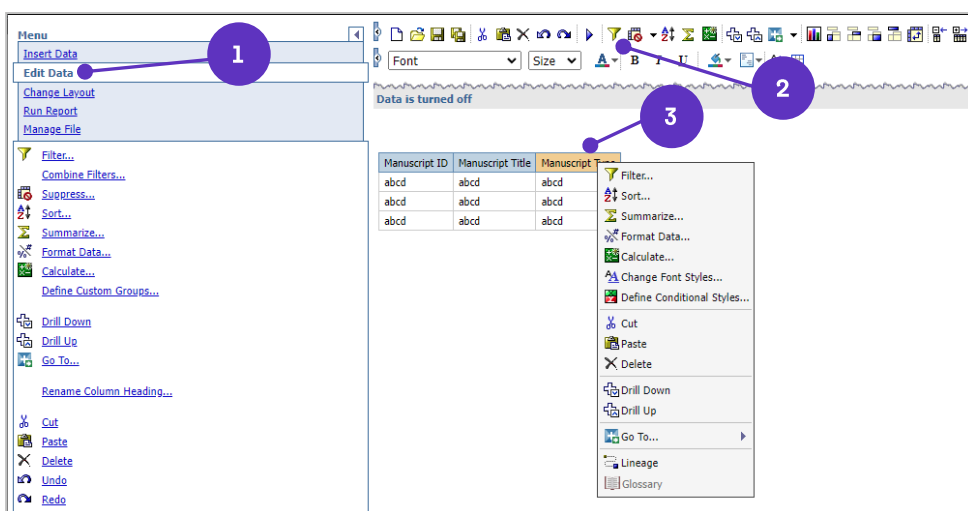 Menu
Insert Data
Edit Data
Change Layout
Run Report
Manage File
1
Filter...
Combine Filters...
Suppress...
Sort...
Summarize...
Format Data...
Calculate...
Define Custom Groups...
Drill Down
Drill Up
Go To...
Rename Column Heading...
Cut
Paste
Delete
Undo
Redo
Font
Size
A
B
I
U
2
Data is turned off
3
Manuscript ID Manuscript Title Manuscript Type
abcd abcd abcd
abcd abcd abcd
abcd abcd abcd
Filter...
Sort...
Summarize...
Format Data...
Calculate...
Change Font Styles...
Define Conditional Styles...
Cut
Paste
Delete
Drill Down
Drill Up
Go To...
Lineage
Glossary